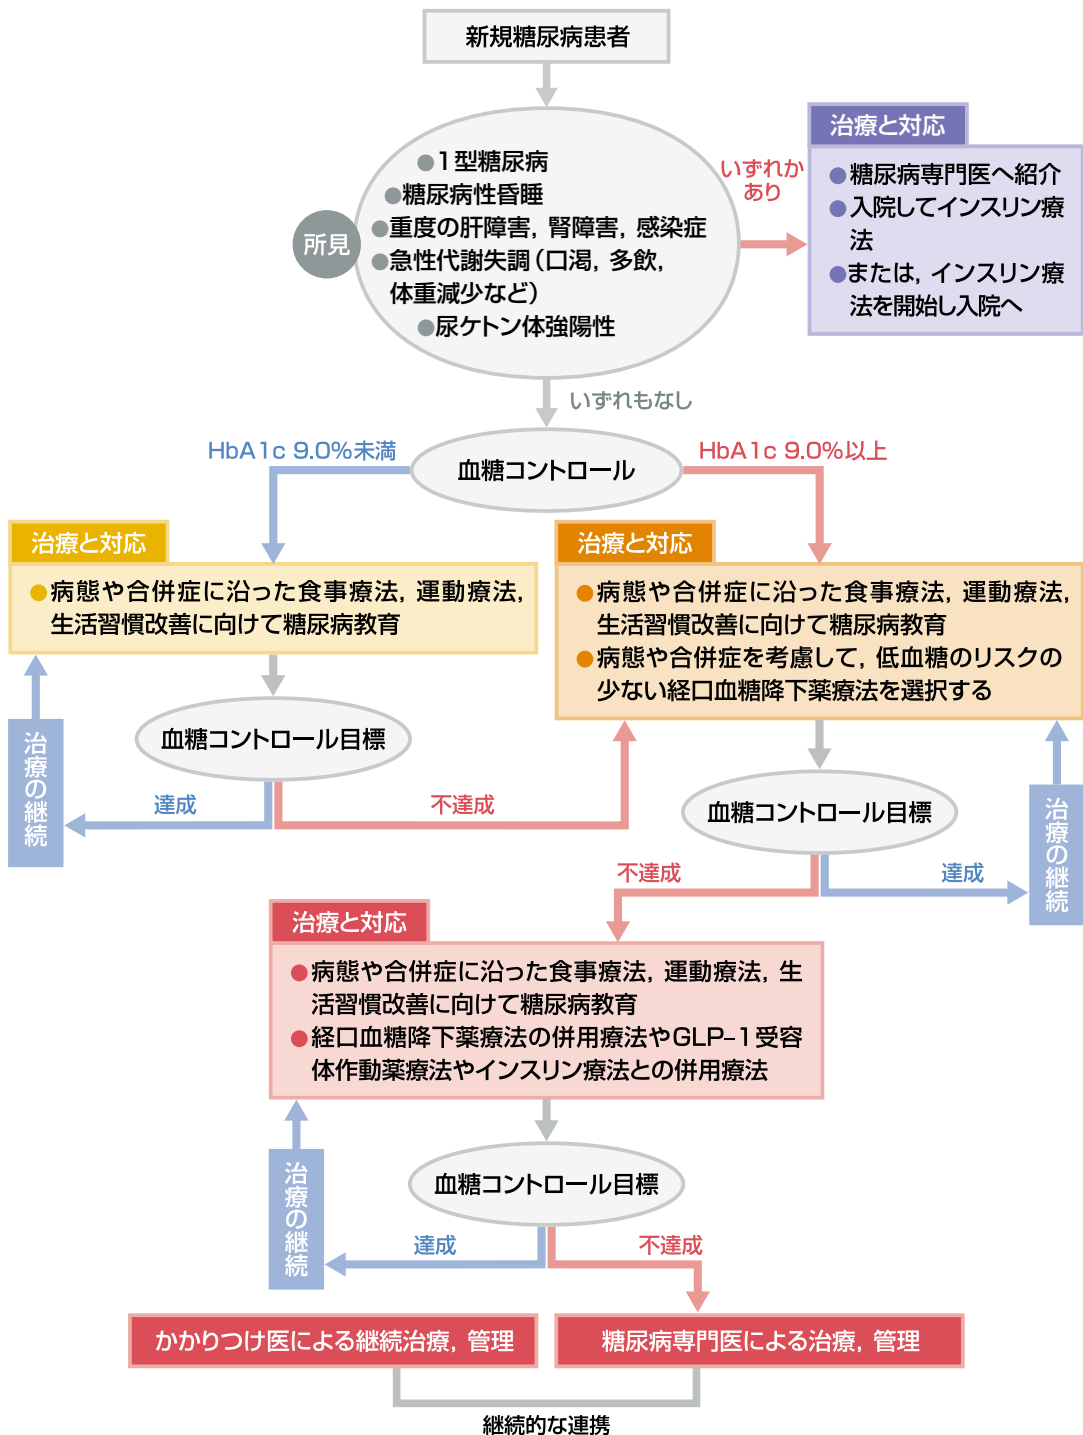 新規糖尿病患者
所見
●1型糖尿病
●糖尿病性昏睡
●重度の肝障害，腎障害，感染症
●急性代謝失調（口渇，多飲，
体重減少など）
●尿ケトン体強陽性
いずれか
あり
治療と対応
●糖尿病専門医へ紹介
●入院してインスリン療
法
●または，インスリン療
法を開始し入院へ
いずれもなし
血糖コントロール
HbA1c 9.0%未満
HbA1c 9.0%以上
治療と対応
●病態や合併症に沿った食事療法，運動療法，
生活習慣改善に向けて糖尿病教育
治療と対応
●病態や合併症に沿った食事療法，運動療法，
生活習慣改善に向けて糖尿病教育
●病態や合併症を考慮して，低血糖のリスクの
少ない経口血糖降下薬療法を選択する
血糖コントロール目標
達成
不達成
治療の継続
血糖コントロール目標
不達成
達成
治療の継続
治療と対応
●病態や合併症に沿った食事療法，運動療法，生
活習慣改善に向けて糖尿病教育
●経口血糖降下薬療法の併用療法やGLP–1受容
体作動薬療法やインスリン療法との併用療法
血糖コントロール目標
達成
不達成
治療の継続
かかりつけ医による継続治療，管理
糖尿病専門医による治療，管理
継続的な連携